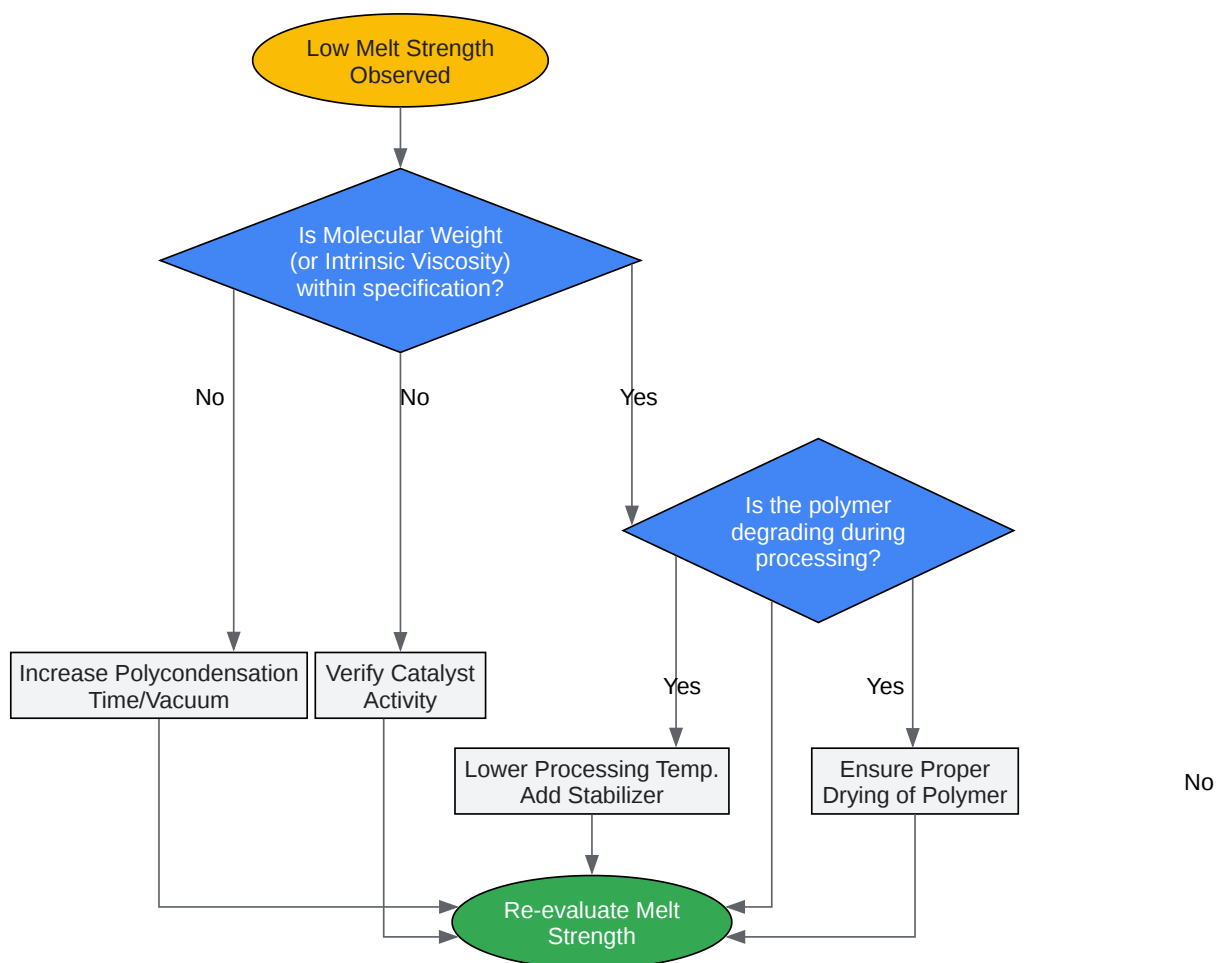 Low Melt Strength
Observed
Is Molecular Weight
(or Intrinsic Viscosity)
within specification?
No
No
Yes
Is the polymer
degrading during
processing?
Increase Polycondensation
Time/Vacuum
Verify Catalyst
Activity
Yes
Yes
Lower Processing Temp.
Add Stabilizer
Ensure Proper
Drying of Polymer
No
Re-evaluate Melt
Strength